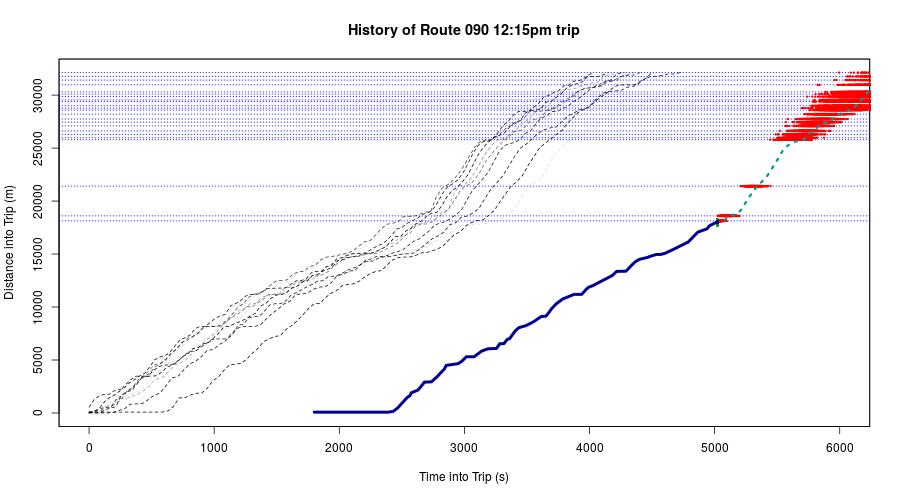 History of Route 090 12:15pm trip
Distance into Trip (m)
30000
25000
20000
15000
10000
5000
0
0 1000 2000 3000 4000 5000 6000
Time into Trip (s)